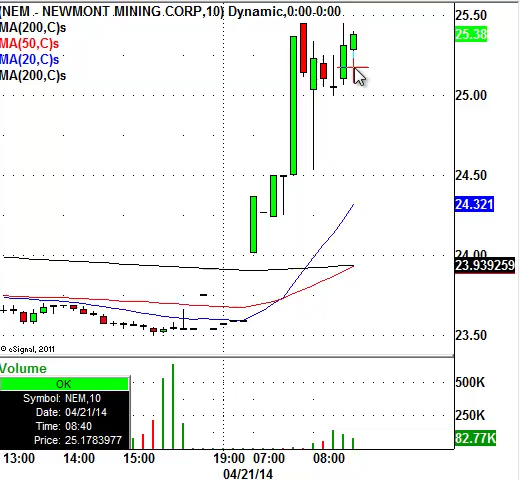 (NEM - NEWMONT MINING CORP,10) Dynamic,0:00-0:00
MA(200,C)s
MA(50,C)s
MA(20,C)s
MA(200,C)s
25.50
25.38
25.00
24.50
24.321
24.00
23.939259
23.50
© eSignal, 2011
Volume
OK
Symbol: NEM,10
Date: 04/21/14
Time: 08:40
Price: 25.1783977
500K
250K
82.77K
13:00 14:00 15:00 19:00 07:00 08:00
04/21/14